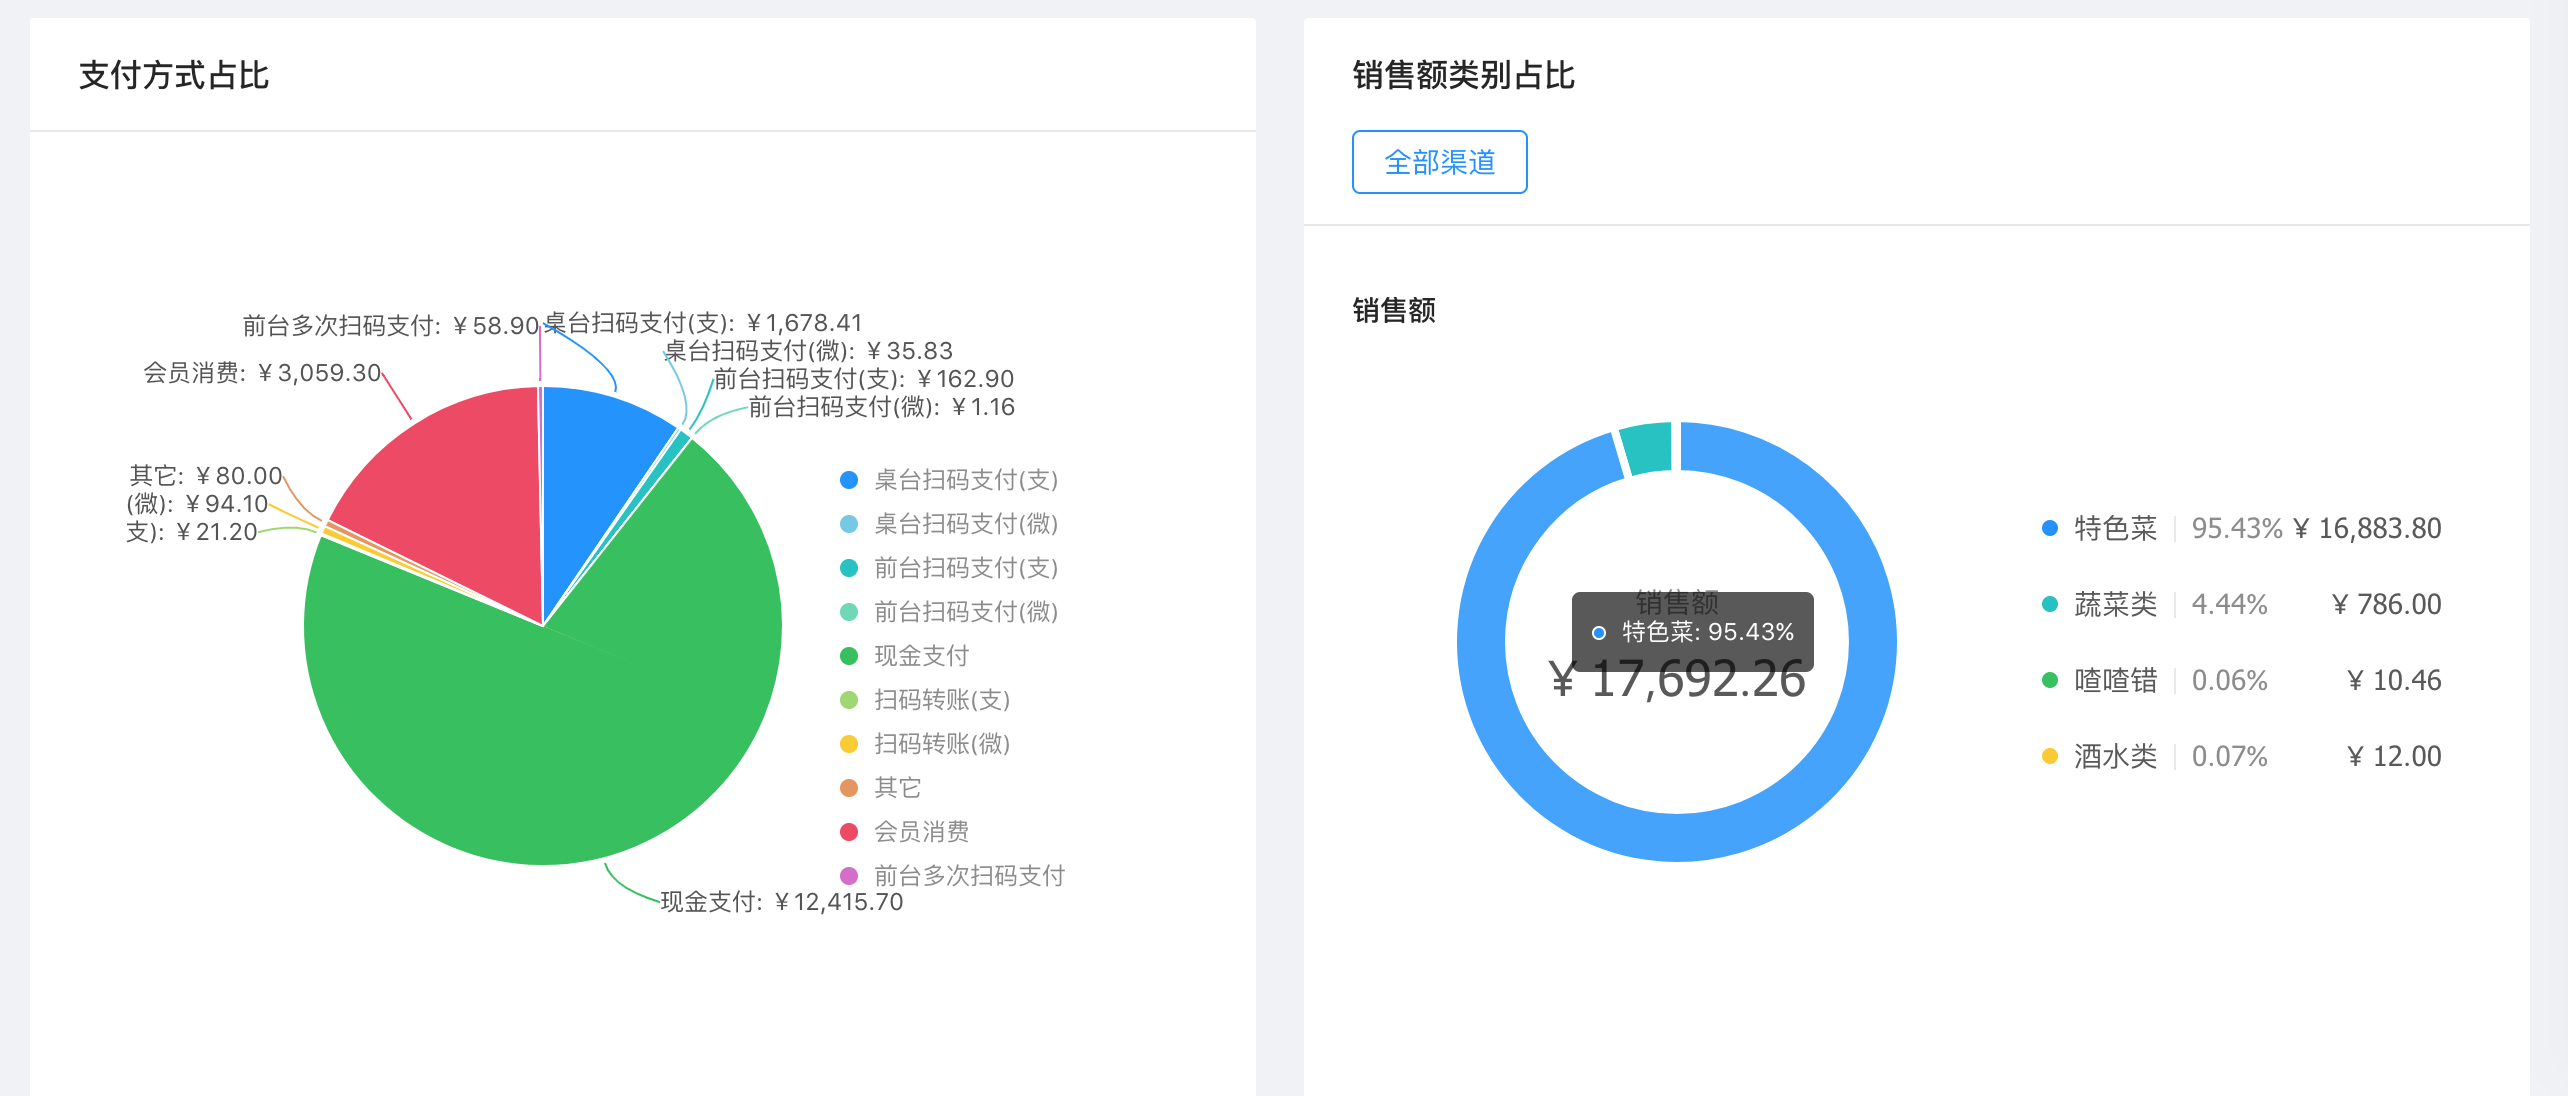 支付方式占比
前台多次扫码支付: ¥58.90
桌台扫码支付(支): ¥1,678.41
桌台扫码支付(微): ¥35.83
会员消费: ¥3,059.30
前台扫码支付(支): ¥162.90
前台扫码支付(微): ¥1.16
其它: ¥80.00
(微): ¥94.10
支): ¥21.20
桌台扫码支付(支)
桌台扫码支付(微)
前台扫码支付(支)
前台扫码支付(微)
现金支付
扫码转账(支)
扫码转账(微)
其它
会员消费
前台多次扫码支付
现金支付: ¥12,415.70
销售额类别占比
全部渠道
销售额
销售额
特色菜: 95.43%
¥ 17,692.26
特色菜 | 95.43% ¥ 16,883.80
蔬菜类 | 4.44% ¥ 786.00
喳喳错 | 0.06% ¥ 10.46
酒水类 | 0.07% ¥ 12.00